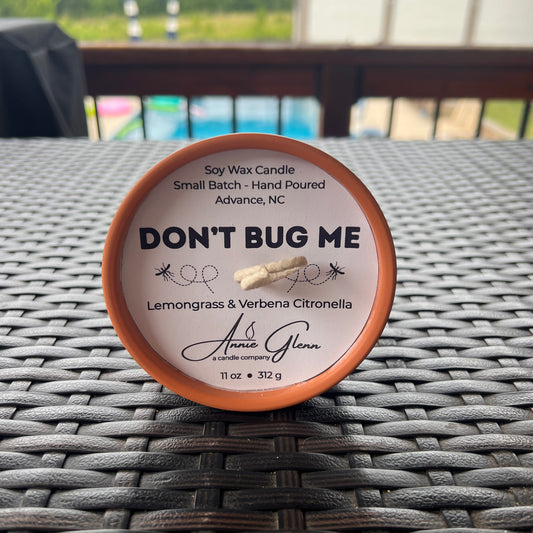 Soy Wax Candle
Small Batch - Hand Poured
Advance, NC
DON'T BUG ME
Lemongrass & Verbena Citronella
Annie Glenn
a candle company
11 oz • 312 g